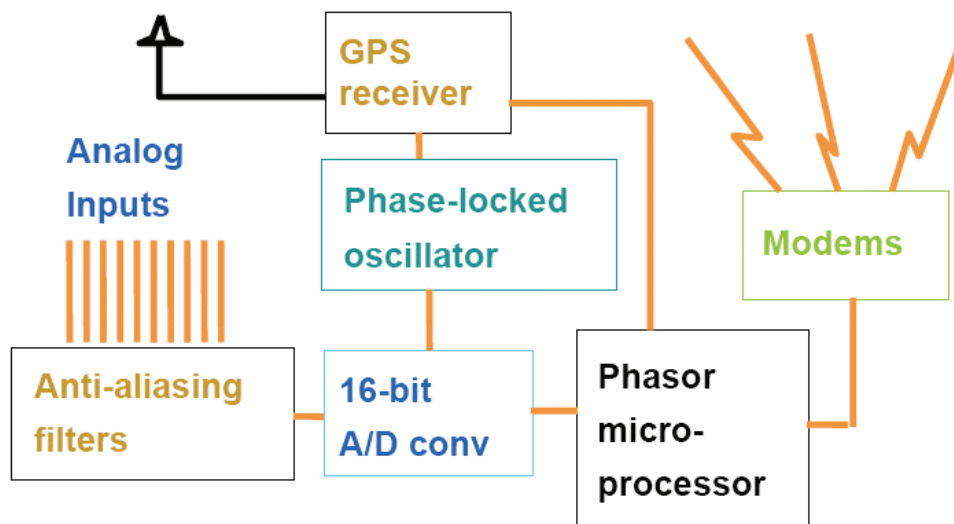 GPS
receiver
Analog
Inputs
Phase-locked
oscillator
Modems
Anti-aliasing
filters
16-bit
A/D conv
Phasor
micro-
processor